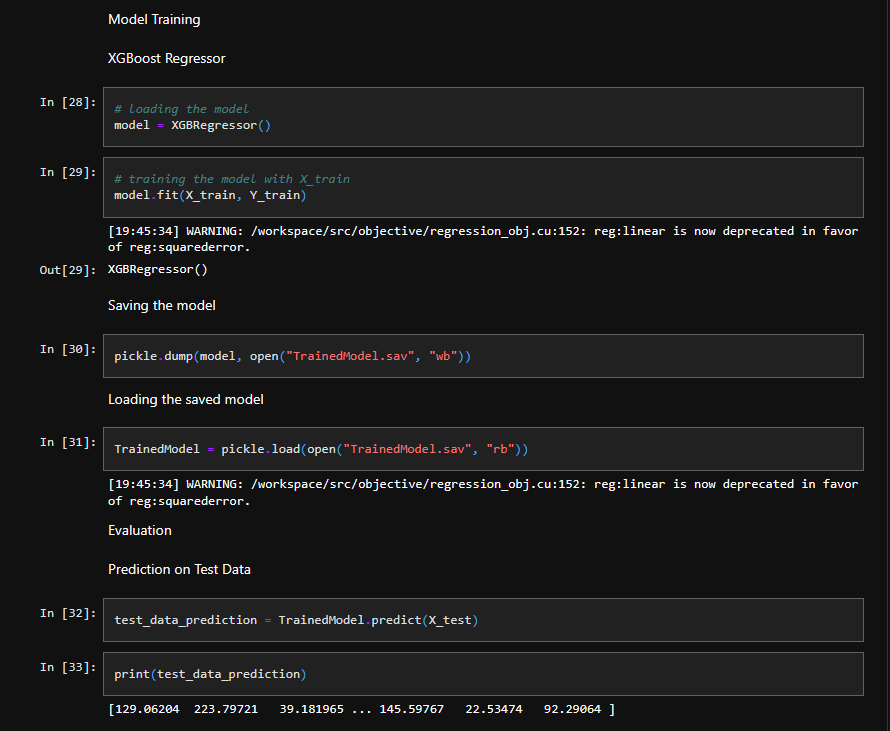 Model Training
XGBoost Regressor
In [28]:
# loading the model
model = XGBRegressor()
In [29]:
# training the model with X_train
model.fit(X_train, Y_train)
[19:45:34] WARNING: /workspace/src/objective/regression_obj.cu:152: reg:linear is now deprecated in favor
of reg:squarederror.
Out[29]: XGBRegressor()
Saving the model
In [30]:
pickle.dump(model, open("TrainedModel.sav", "wb"))
Loading the saved model
In [31]:
TrainedModel = pickle.load(open("TrainedModel.sav", "rb"))
[19:45:34] WARNING: /workspace/src/objective/regression_obj.cu:152: reg:linear is now deprecated in favor
of reg:squarederror.
Evaluation
Prediction on Test Data
In [32]:
test_data_prediction = TrainedModel.predict(X_test)
In [33]:
print(test_data_prediction)
[129.06204  223.79721   39.181965 ... 145.59767   22.53474   92.29064 ]